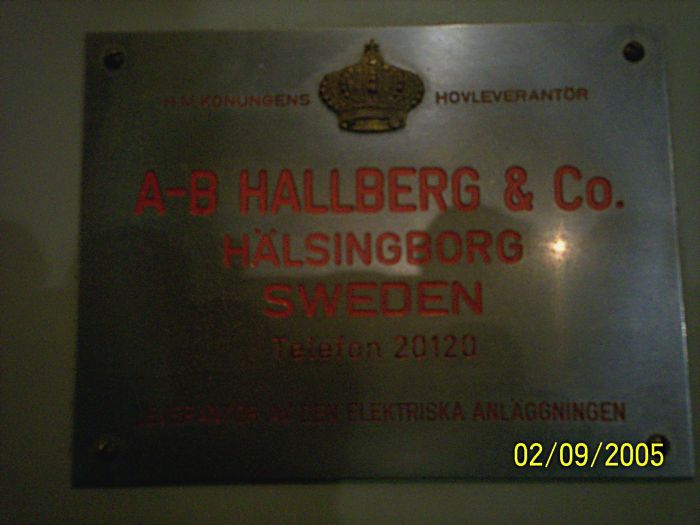 H.M. KONUNGENS HOVLEVERANTÖR
A-B HALLBERG & Co.
HÄLSINGBORG
SWEDEN
Telefon 20120
LEVERANTÖR AV DEN ELEKTRISKA ANLÄGGNINGEN
02/09/2005